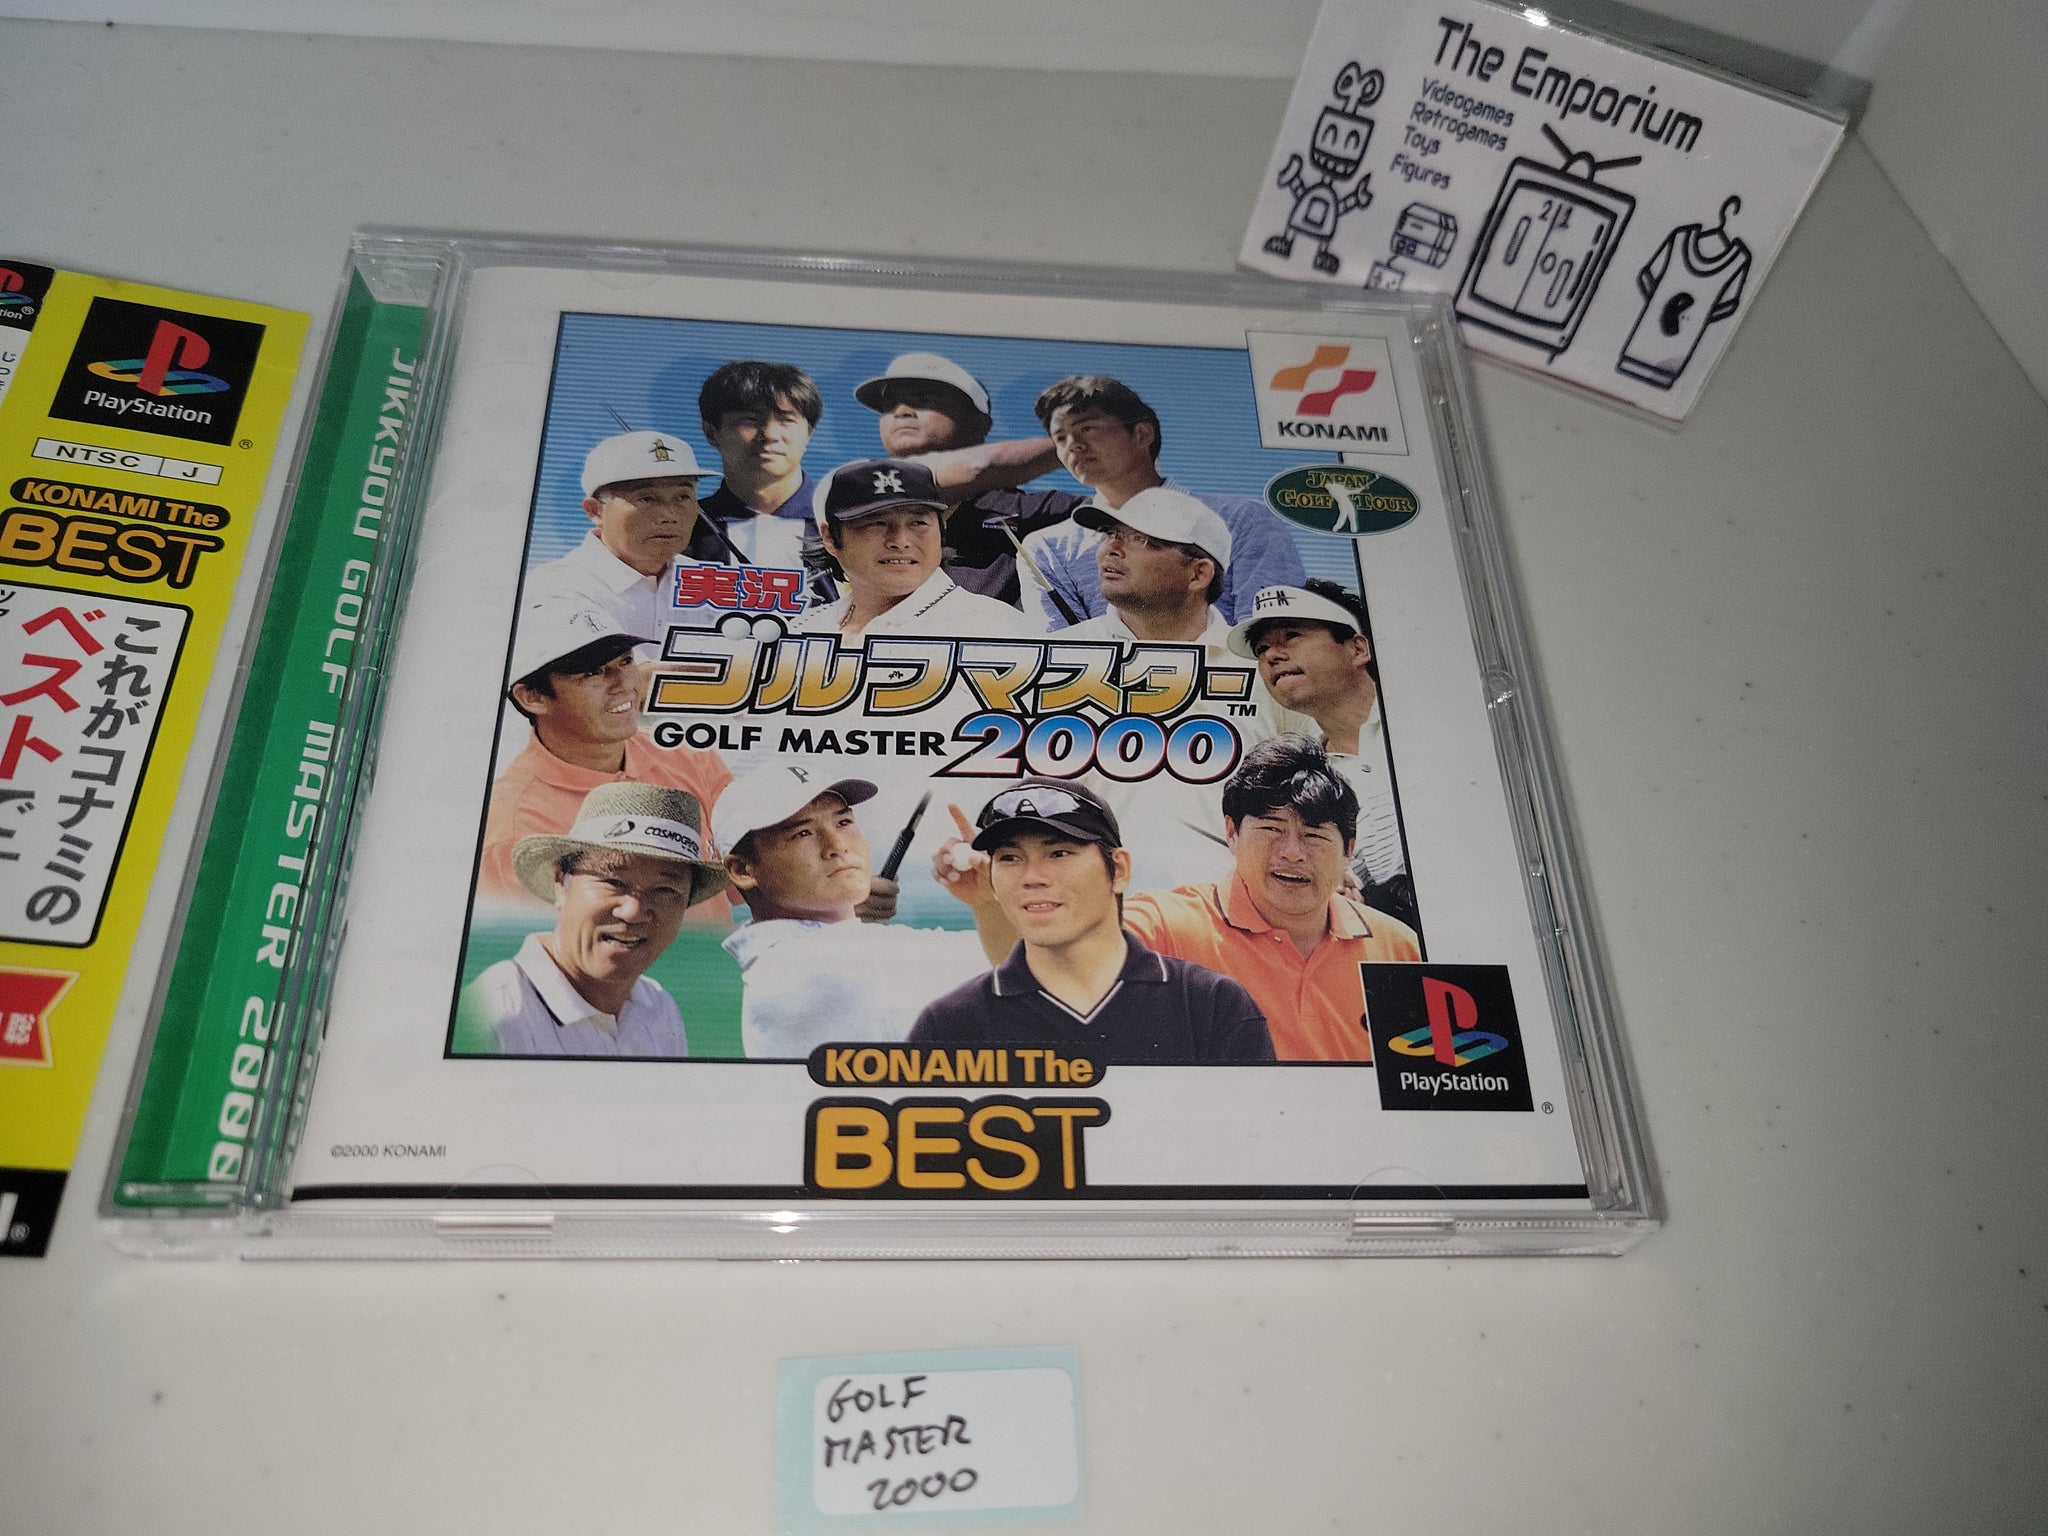 The Emporium
Videogames
Retrogames
Toys
Figures
PlayStation
®
NTSC J
KONAMI The
BEST
これがコナミの
ベスト
JIKKYOU GOLF MASTER 2000
KONAMI
JAPAN
GOLF TOUR
実況
ゴルフマスター
TM
GOLF MASTER 2000
COSMO
PlayStation
®
KONAMI The
BEST
©2000 KONAMI
GOLF
MASTER
2000